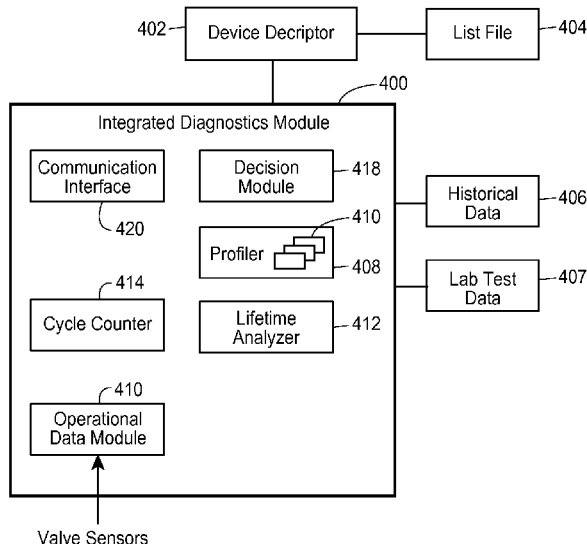 402
Device Decriptor
List File
404
400
Integrated Diagnostics Module
Communication
Interface
420
Decision
Module
418
410
Profiler
408
Historical
Data
406
414
Cycle Counter
Lifetime
Analyzer
412
Lab Test
Data
407
410
Operational
Data Module
Valve Sensors